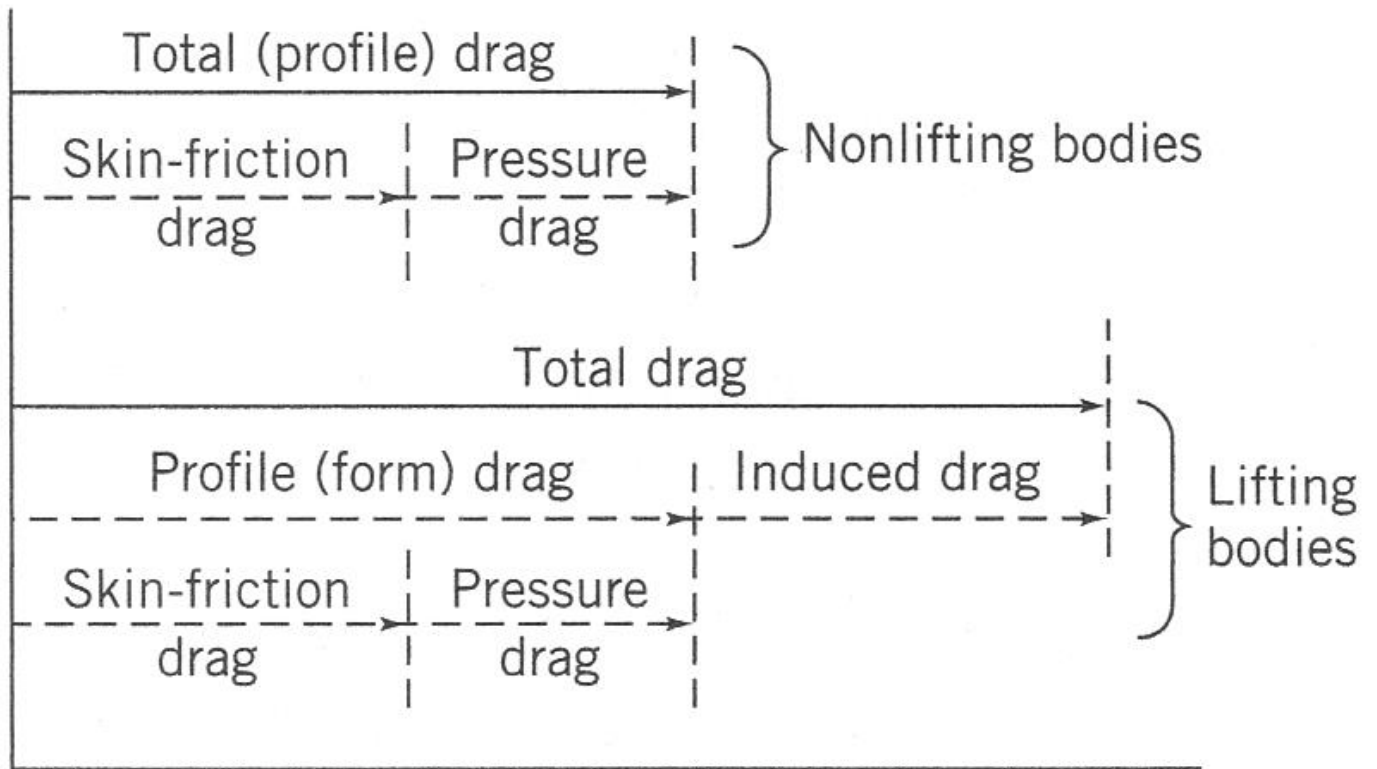 Total (profile) drag
Skin-friction
drag
Pressure
drag
Nonlifting bodies
Total drag
Profile (form) drag
Induced drag
Skin-friction
drag
Pressure
drag
Lifting
bodies